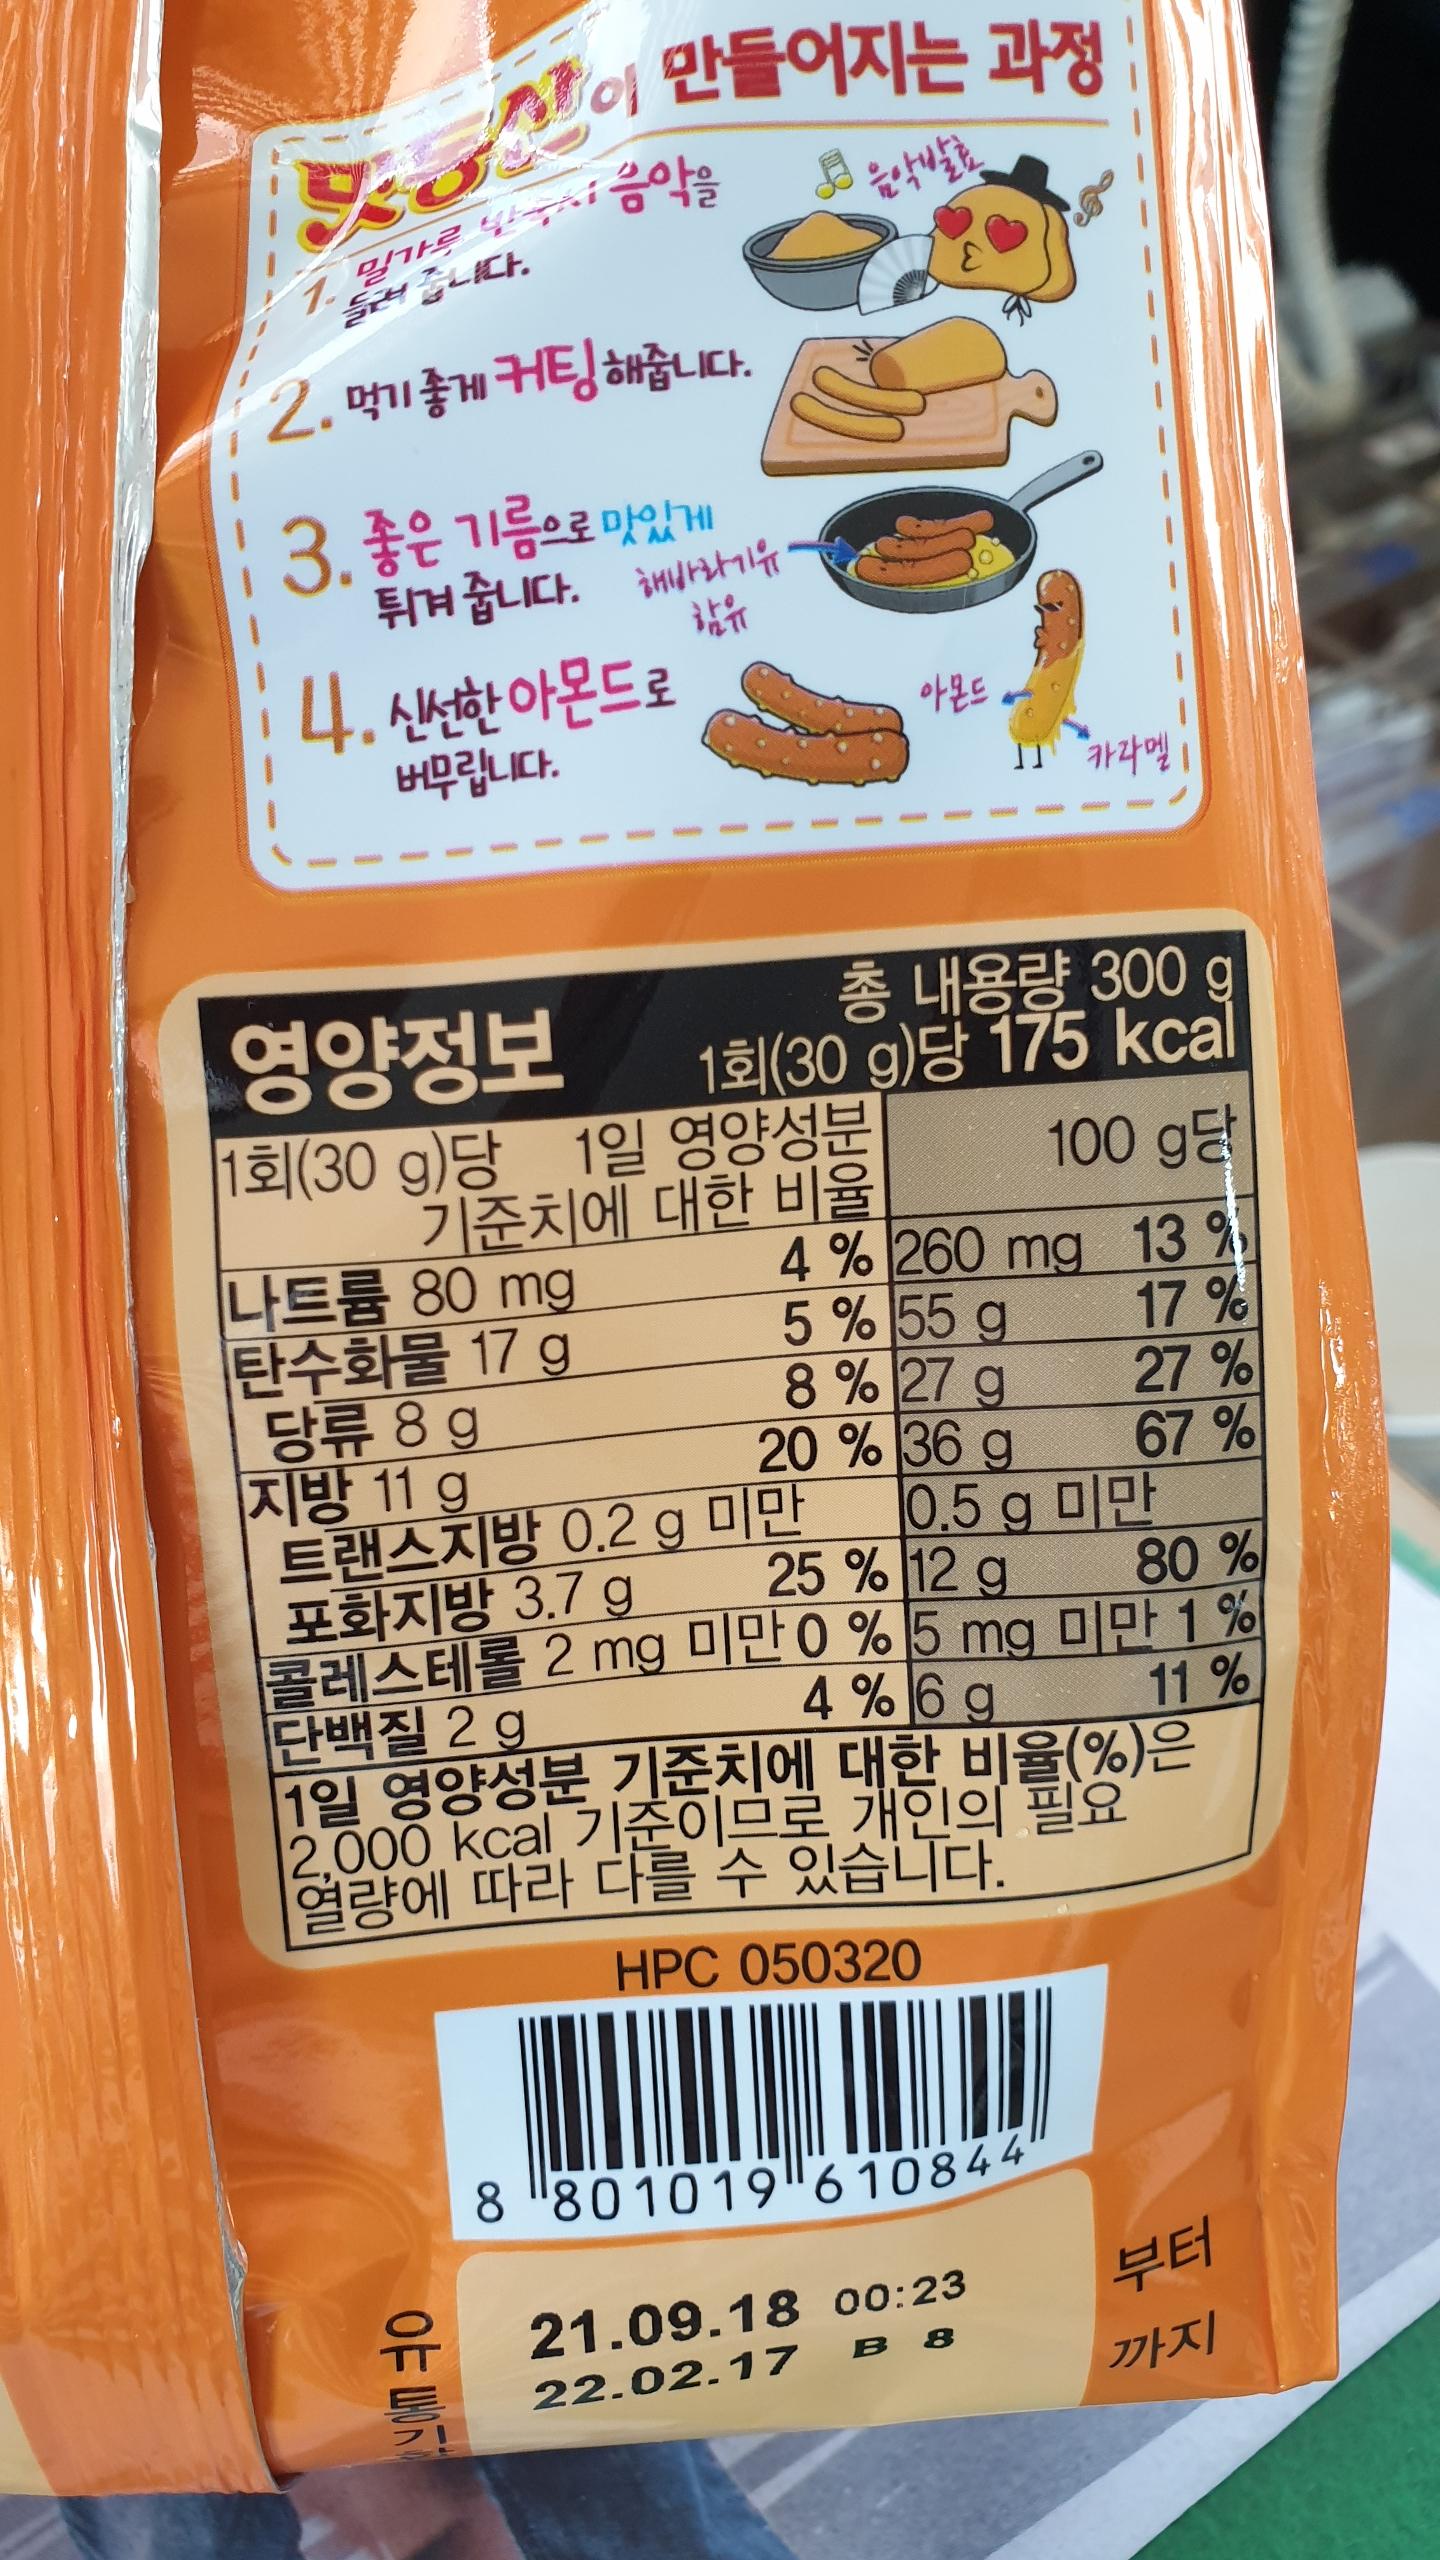 맛동산이 만들어지는 과정
1. 밀가루 반죽시 음악을
들려 줍니다.
음악발효
2. 먹기 좋게 커팅해줍니다.
3. 좋은 기름으로 맛있게
튀겨 줍니다.
해바라기유
함유
4. 신선한 아몬드로
버무립니다.
아몬드
카라멜
영양정보
총 내용량 300 g
1회(30 g)당 175 kcal
1회(30 g)당 1일 영양성분
기준치에 대한 비율
100 g당
나트륨 80 mg 4 % 260 mg 13 %
탄수화물 17 g 5 % 55 g 17 %
당류 8 g 8 % 27 g 27 %
지방 11 g 20 % 36 g 67 %
트랜스지방 0.2 g 미만 0.5 g 미만
포화지방 3.7 g 25 % 12 g 80 %
콜레스테롤 2 mg 미만 0 % 5 mg 미만 1 %
단백질 2 g 4 % 6 g 11 %
1일 영양성분 기준치에 대한 비율(%)은
2,000 kcal 기준이므로 개인의 필요
열량에 따라 다를 수 있습니다.
HPC 050320
8 801019 610844
유통기한
21.09.18 00:23 부터
22.02.17 B 8 까지